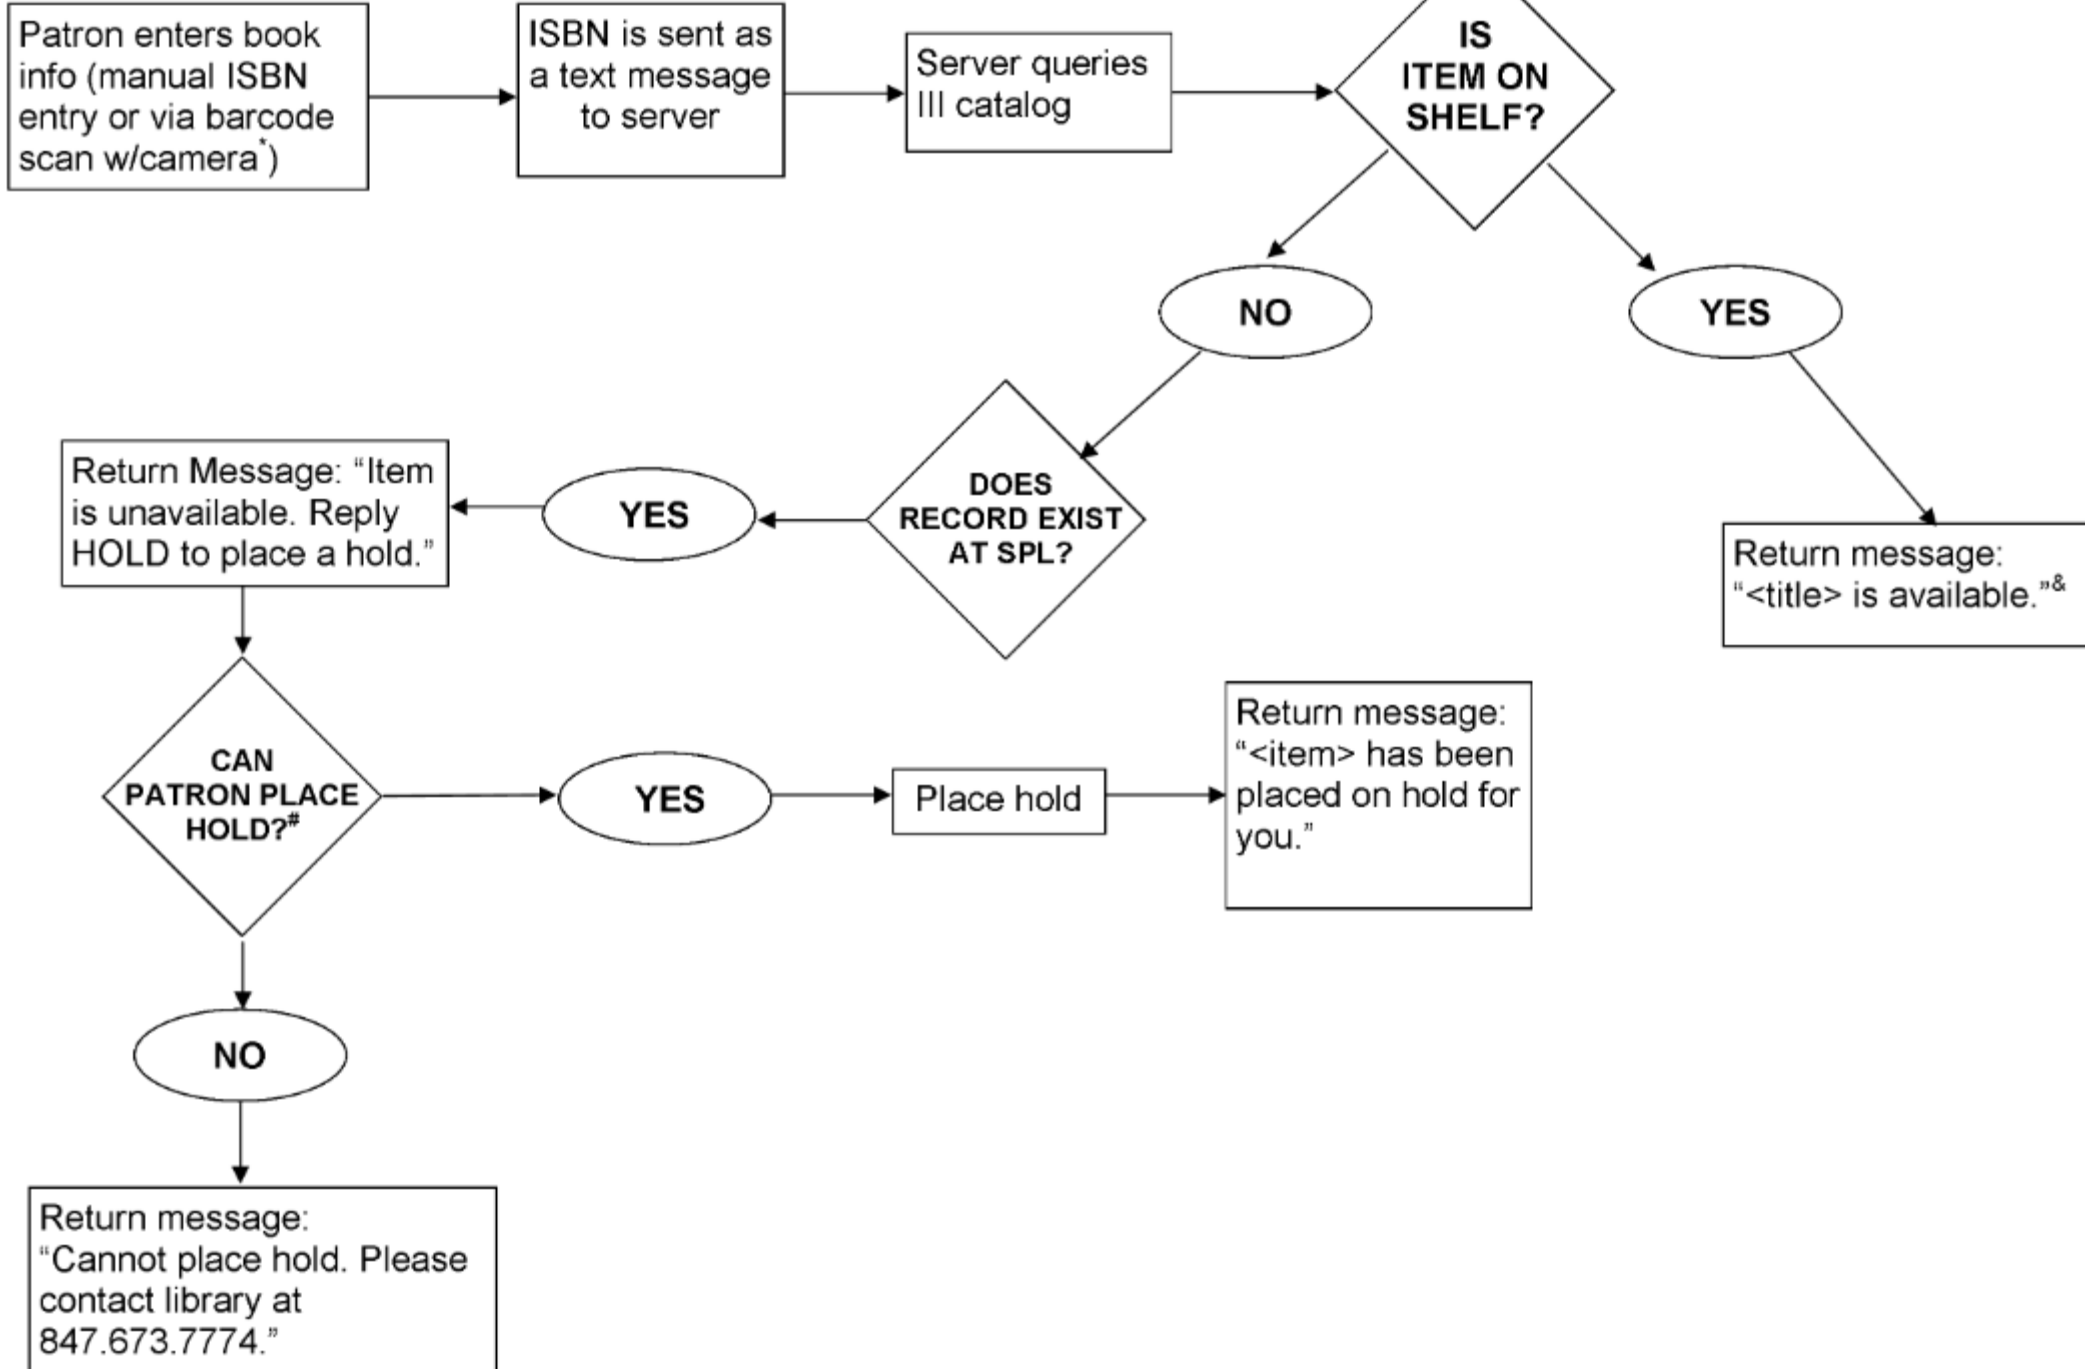 Patron enters book
info (manual ISBN
entry or via barcode
scan w/camera*)
ISBN is sent as
a text message
to server
Server queries
III catalog
IS
ITEM ON
SHELF?
NO
YES
DOES
RECORD EXIST
AT SPL?
YES
Return Message: “Item
is unavailable. Reply
HOLD to place a hold.”
Return message:
“<title> is available.”&
CAN
PATRON PLACE
HOLD?#
YES
Place hold
Return message:
“<item> has been
placed on hold for
you.”
NO
Return message:
“Cannot place hold. Please
contact library at
847.673.7774.”